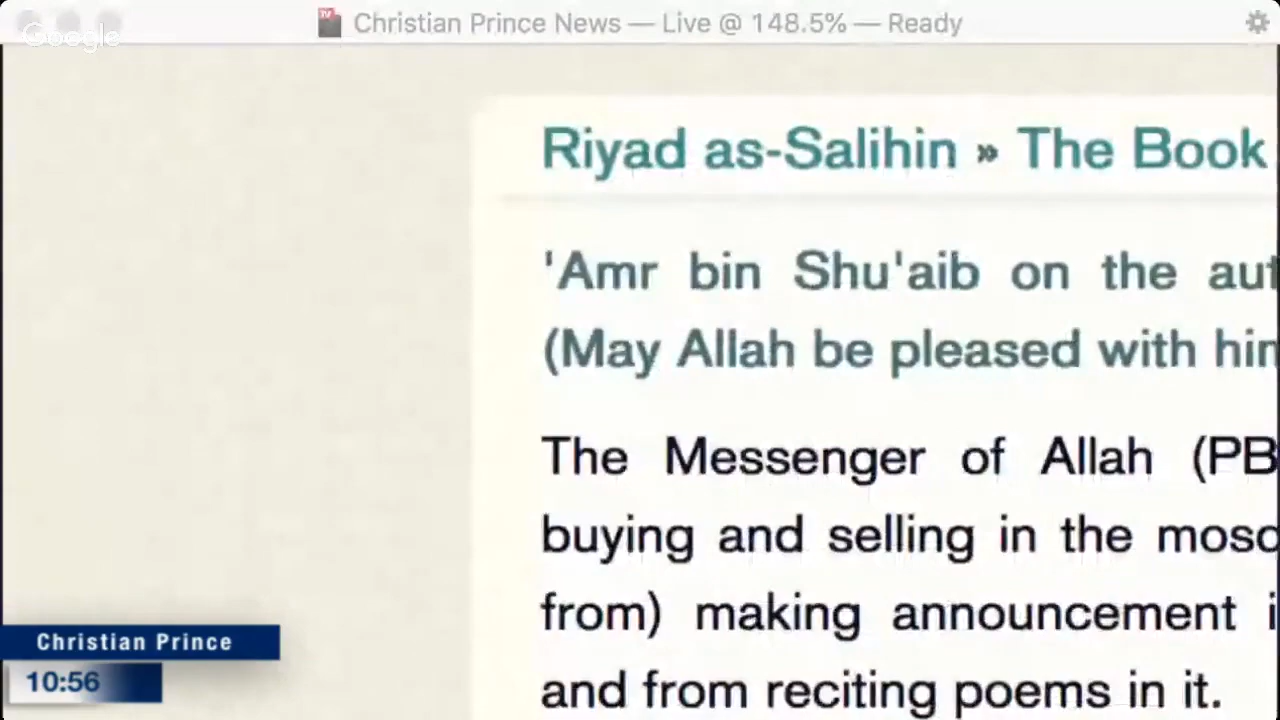 Google
Christian Prince News — Live @ 148.5% — Ready
Riyad as-Salihin » The Book
'Amr bin Shu'aib on the
(May Allah be pleased with
The Messenger of Allah
buying and selling in the
from) making announcement
and from reciting poems in it.
Christian Prince
10:56